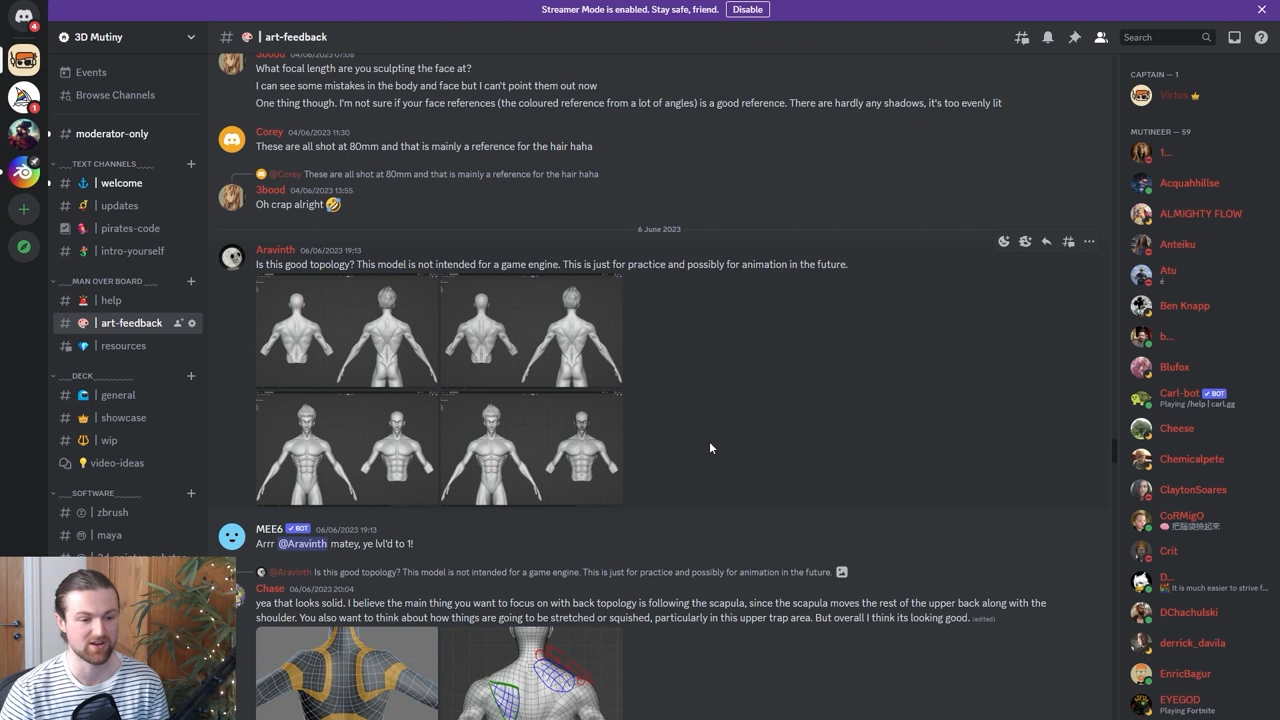 Streamer Mode is enabled. Stay safe, friend. Disable
4
1
3D Mutiny
Events
Browse Channels
moderator-only
TEXT CHANNELS
welcome
updates
pirates-code
intro-yourself
MAN OVER BOARD
help
art-feedback
resources
DECK
general
showcase
wip
video-ideas
SOFTWARE
zbrush
maya
art-feedback
Search
3bood 04/06/2023
What focal length are you sculpting the face at?
I can see some mistakes in the body and face but I can't point them out now
One thing though. I'm not sure if your face references (the coloured reference from a lot of angles) is a good reference. There are hardly any shadows, it's too evenly lit
Corey 04/06/2023 11:30
These are all shot at 80mm and that is mainly a reference for the hair haha
@Corey These are all shot at 80mm and that is mainly a reference for the hair haha
3bood 04/06/2023 13:55
Oh crap alright 🤣
6 June 2023
Aravinth 06/06/2023 19:13
Is this good topology? This model is not intended for a game engine. This is just for practice and possibly for animation in the future.
MEE6 BOT 06/06/2023 19:13
Arrr @Aravinth matey, ye lvl'd to 1!
@Aravinth Is this good topology? This model is not intended for a game engine. This is just for practice and possibly for animation in the future.
Chase 06/06/2023 20:04
yea that looks solid. I believe the main thing you want to focus on with back topology is following the scapula, since the scapula moves the rest of the upper back along with the
shoulder. You also want to think about how things are going to be stretched or squished, particularly in this upper trap area. But overall I think its looking good. (edited)
CAPTAIN — 1
Virtus
MUTINEER — 59
1...
Acquahhillse
ALMIGHTY FLOW
Anteiku
Atu
é
Ben Knapp
b...
Blufox
Carl-bot BOT
Playing /help | carl.gg
Cheese
Chemicalpete
ClaytonSoares
CoRMigO
把腦袋撿起來
Crit
D...
It is much easier to strive f...
DChachulski
derrick_davila
EnricBagur
EYEGOD
Playing Fortnite